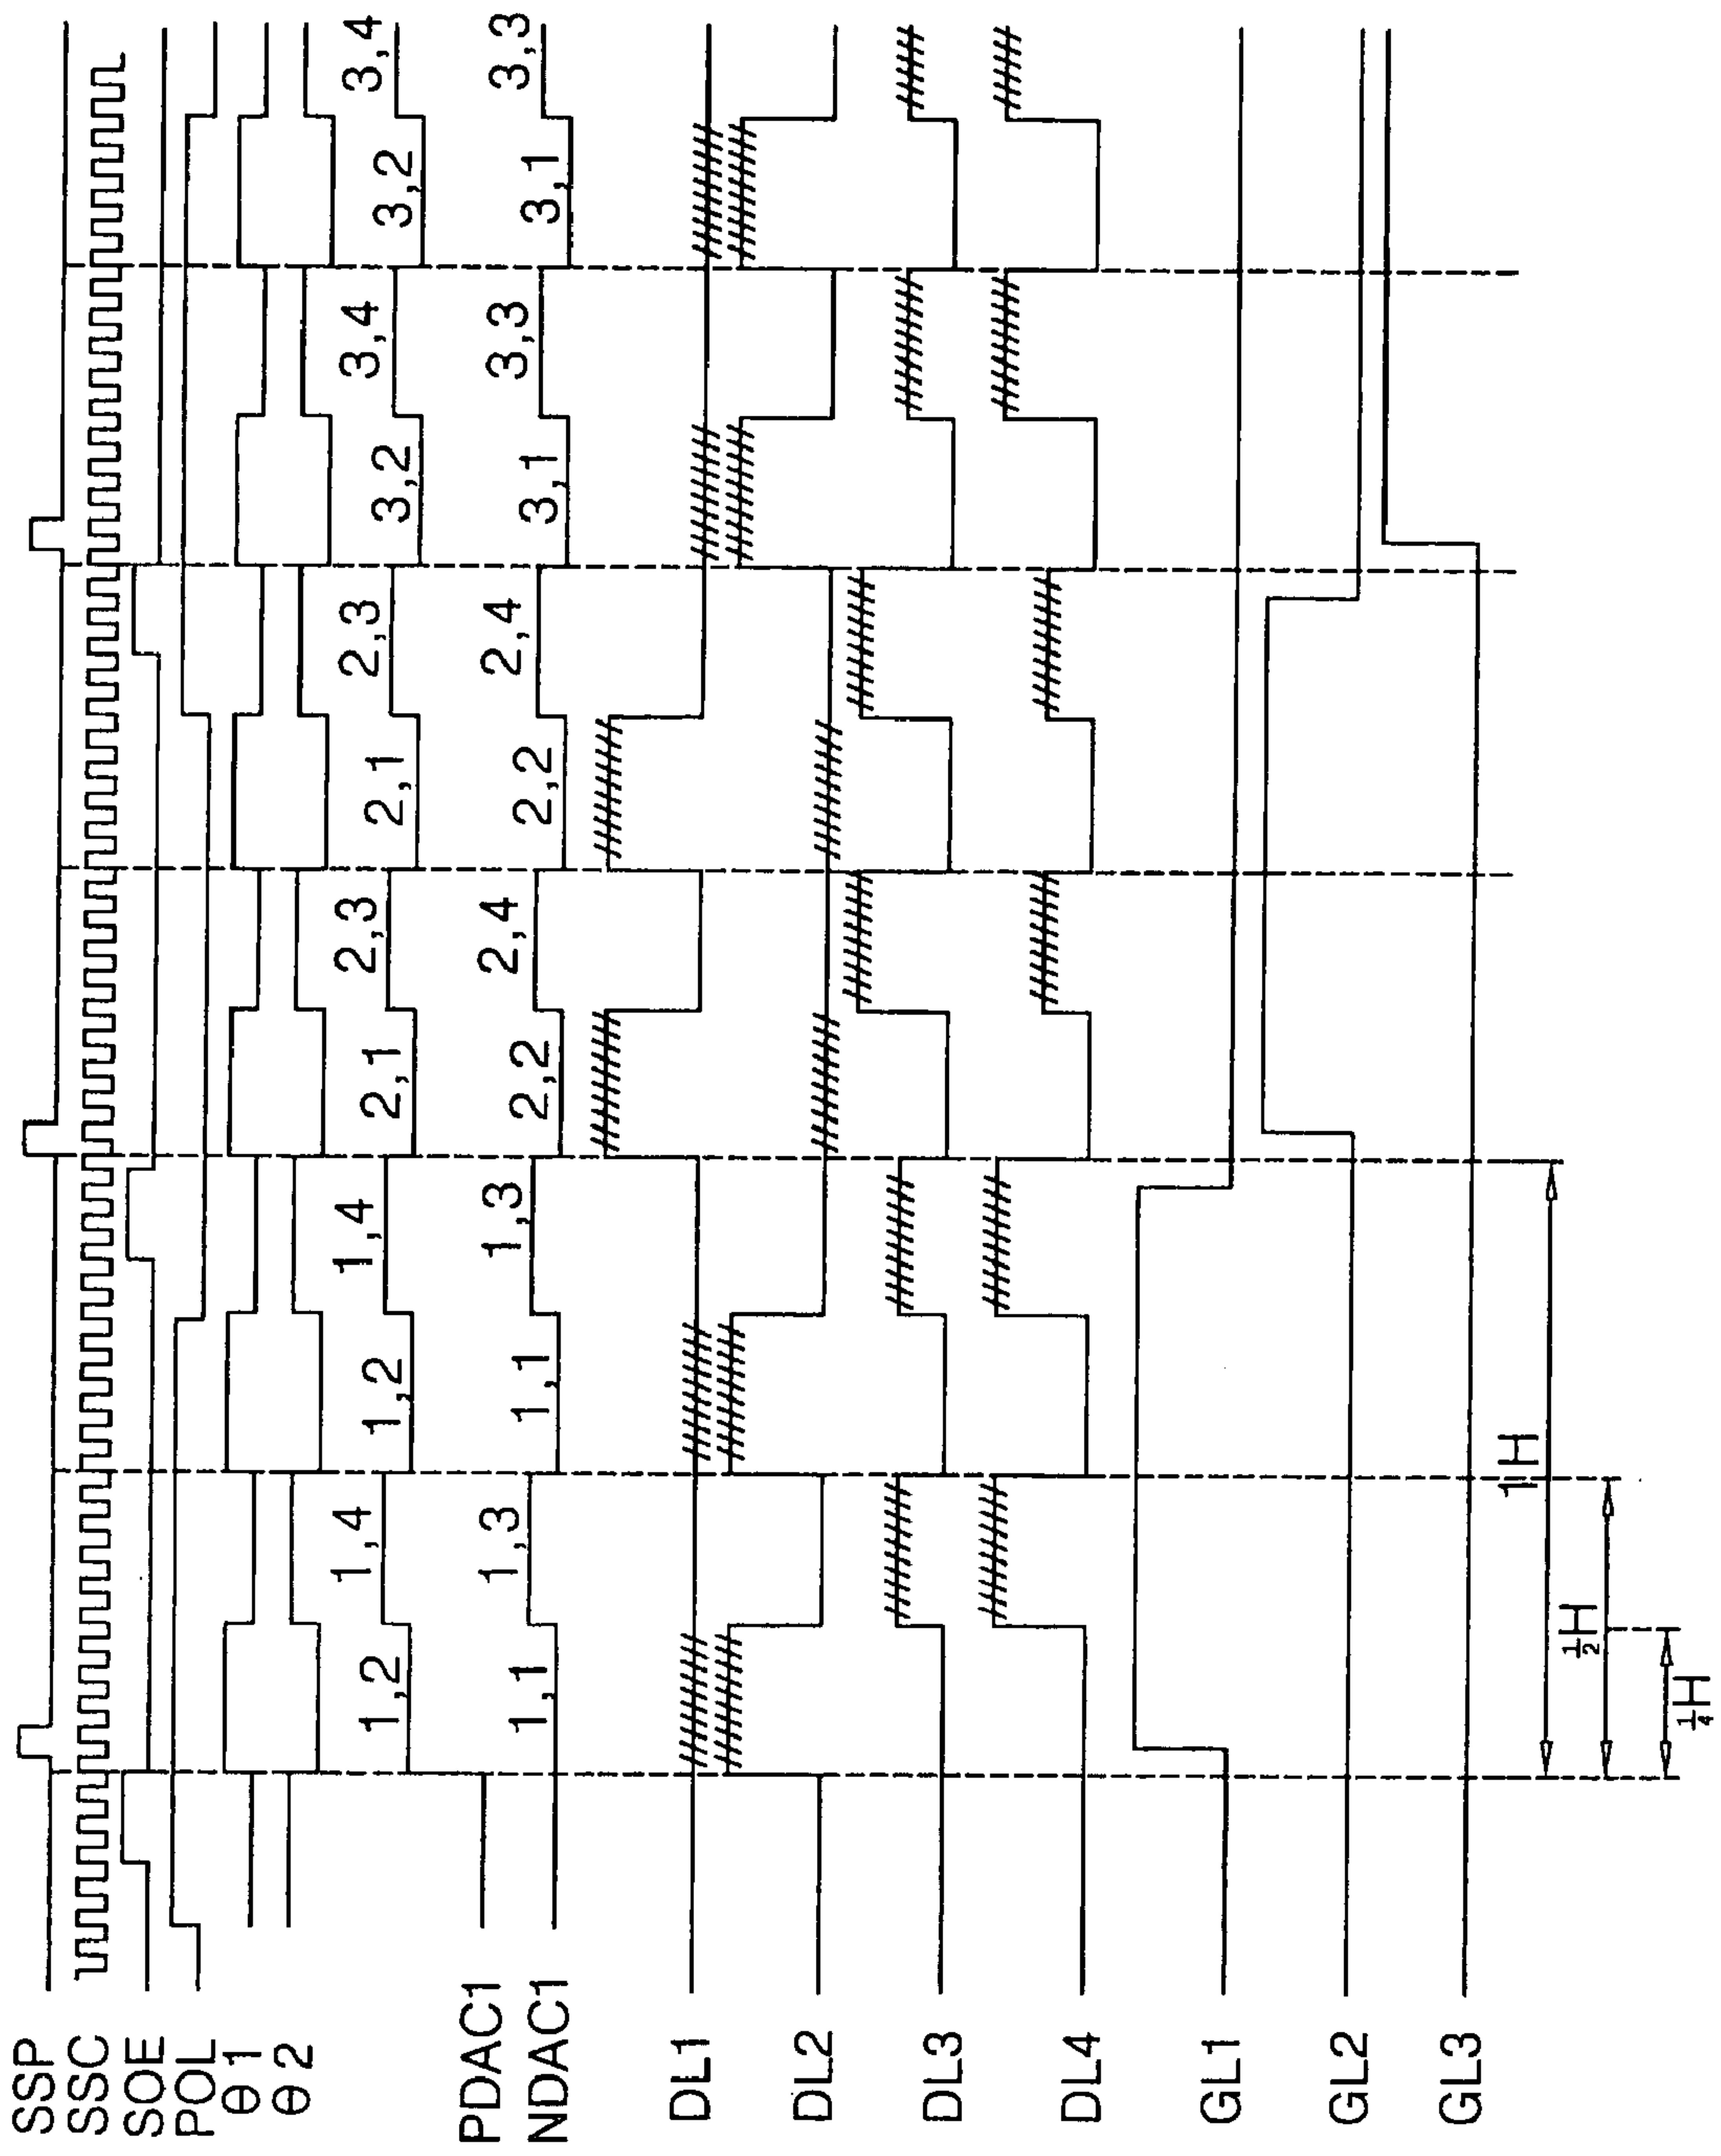 SSP
SSC
SOE
POL
θ1
θ2
PDAC1 1,2 1,4 1,2 1,4 2,1 2,3 2,1 2,3 3,2 3,4 3,2 3,4
NDAC1 1,1 1,3 1,1 1,3 2,2 2,4 2,2 2,4 3,1 3,3 3,1 3,3
DL1
DL2
DL3
DL4
GL1
GL2
GL3
1H
1/2 H
1/4 H